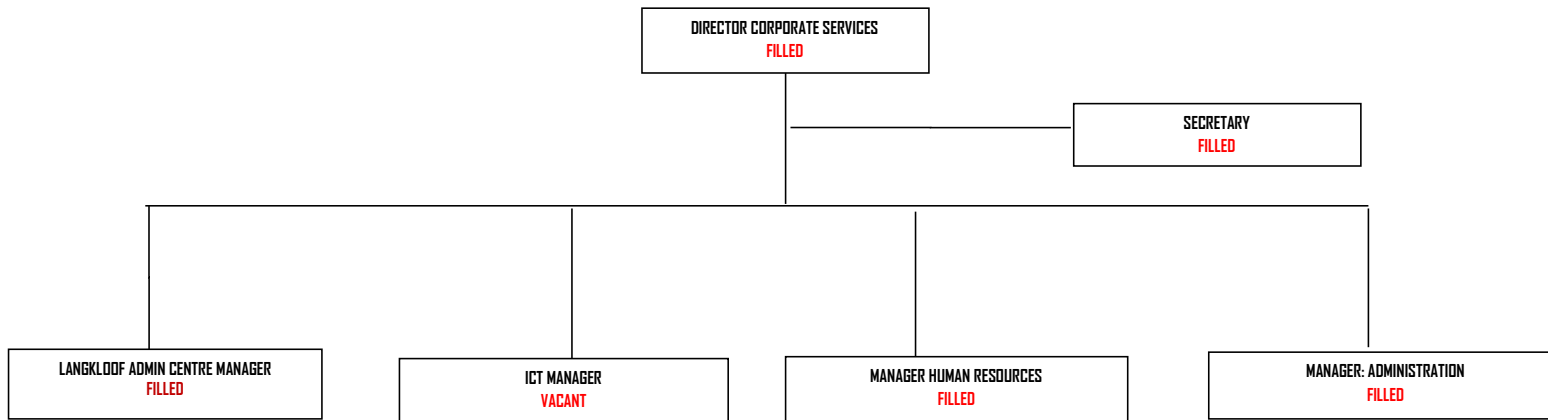 DIRECTOR CORPORATE SERVICES
FILLED
SECRETARY
FILLED
LANGKLOOF ADMIN CENTRE MANAGER
FILLED
ICT MANAGER
VACANT
MANAGER HUMAN RESOURCES
FILLED
MANAGER: ADMINISTRATION
FILLED